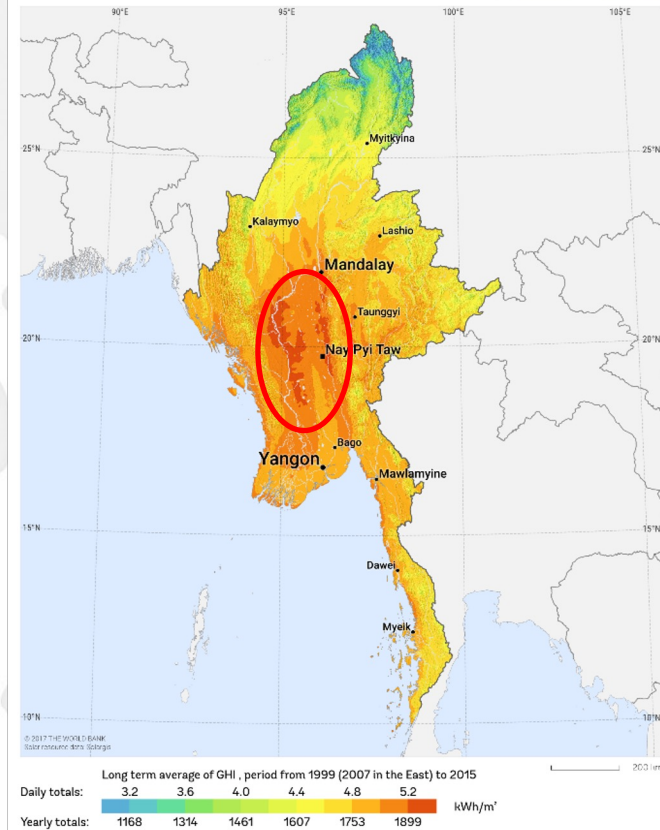 90°E 95°E 100°E 105°E
Myitkyina
25°N 25°N
Kalaymyo
Lashio
Mandalay
Taunggyi
20°N 20°N
Nay Pyi Taw
Bago
Yangon
Mawlamyine
15°N 15°N
Dawei
Myeik
10°N 10°N
© 2017 THE WORLD BANK
Solar resource data: Solargis
200 km
Long term average of GHI , period from 1999 (2007 in the East) to 2015
Daily totals: 3.2 3.6 4.0 4.4 4.8 5.2
kWh/m²
Yearly totals: 1168 1314 1461 1607 1753 1899